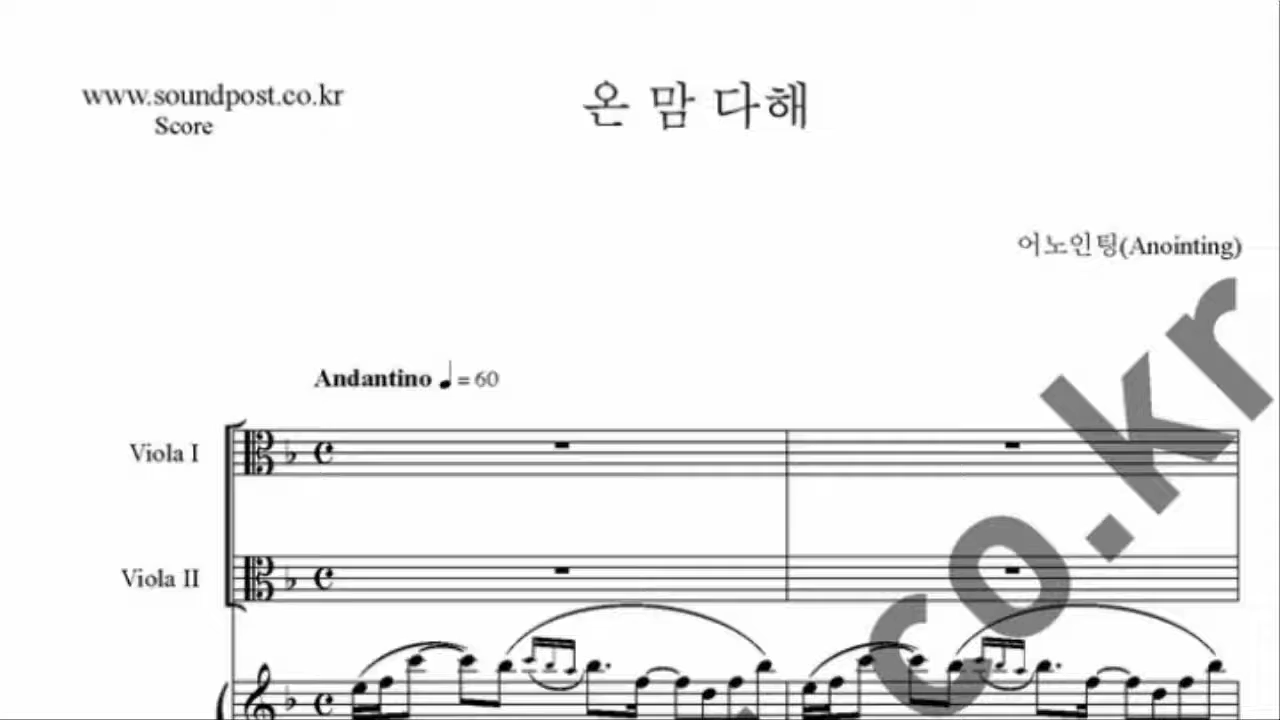 www.soundpost.co.kr
Score
온 맘 다해
어노인팅(Anointing)
Andantino ♩= 60
Viola I
Viola II
.co.kr